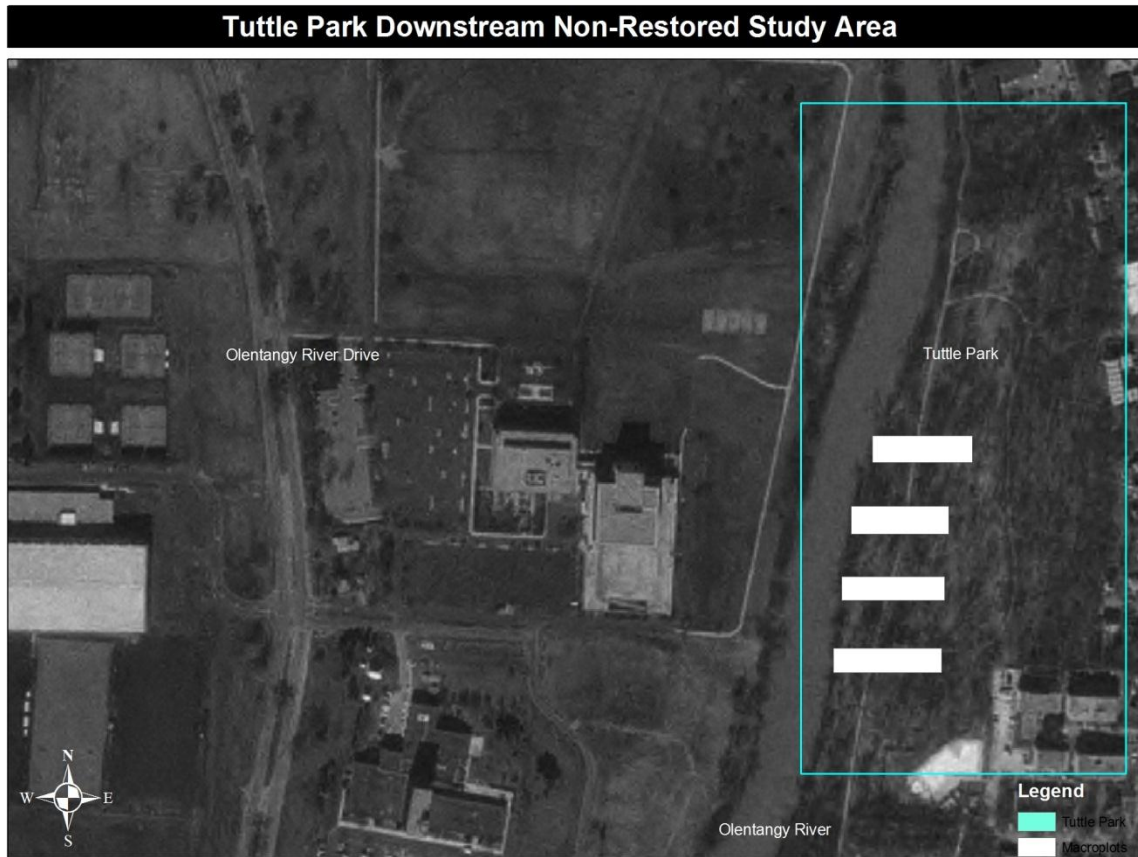 Tuttle Park Downstream Non-Restored Study Area
Olentangy River Drive
Tuttle Park
N
W E
S
Olentangy River
Legend
Tuttle Park
Macroplots